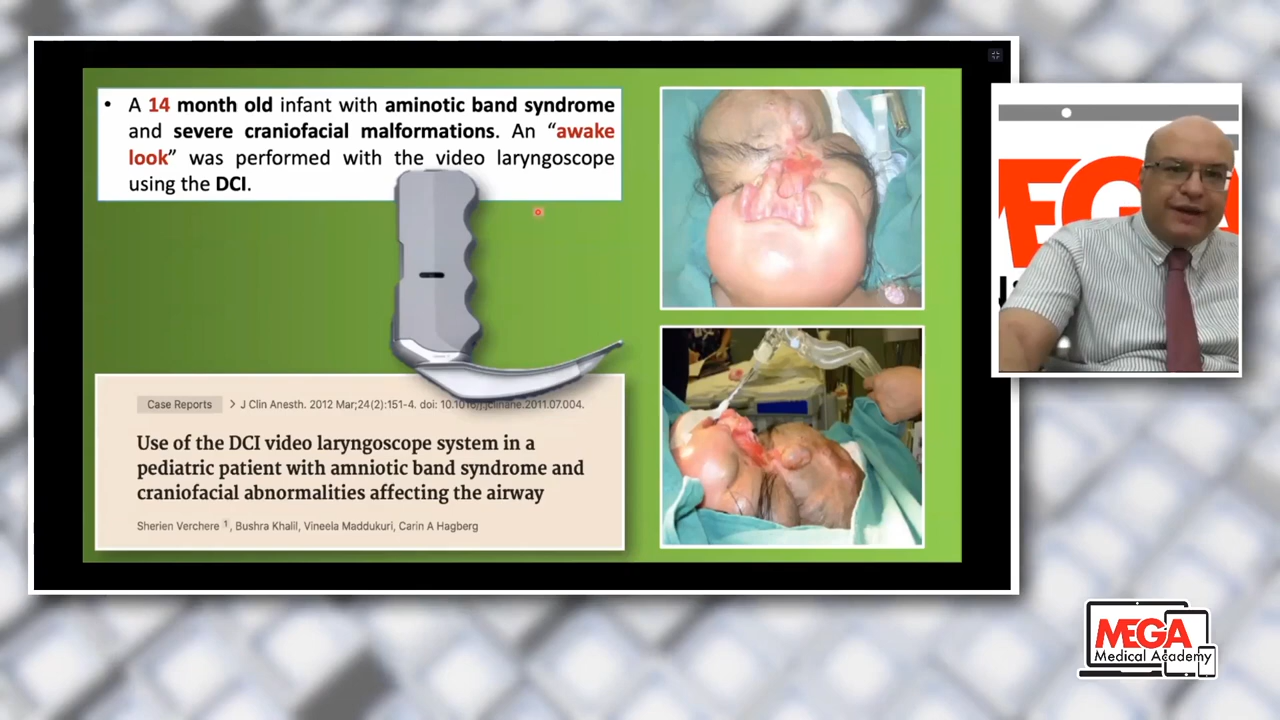 • A 14 month old infant with aminotic band syndrome
and severe craniofacial malformations. An “awake
look” was performed with the video laryngoscope
using the DCI.
Case Reports > J Clin Anesth. 2012 Mar;24(2):151-4. doi: 10.1016/j.jclinane.2011.07.004.
Use of the DCI video laryngoscope system in a
pediatric patient with amniotic band syndrome and
craniofacial abnormalities affecting the airway
Sherien Verchere 1, Bushra Khalil, Vineela Maddukuri, Carin A Hagberg
MEGA
MEGA
Medical Academy